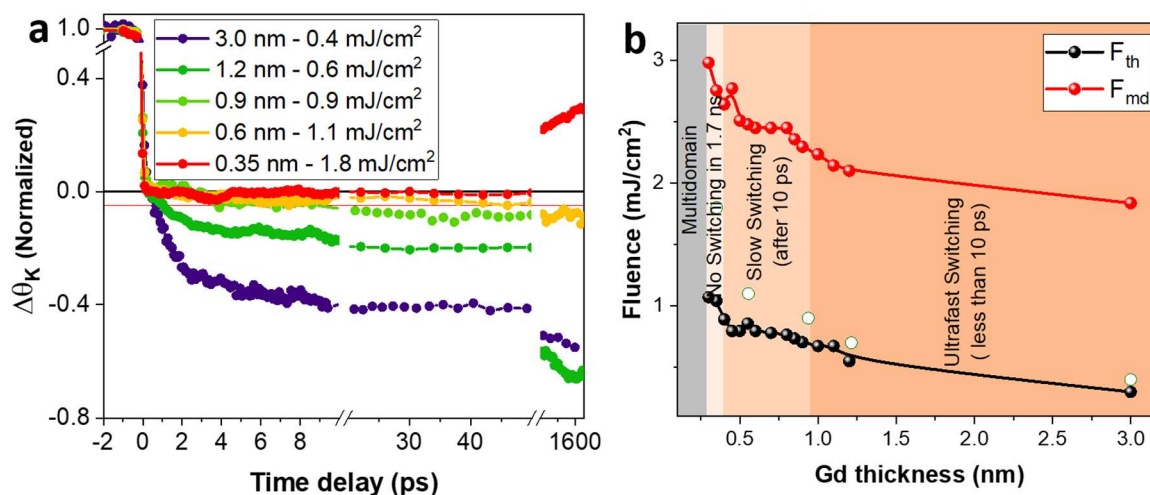 a
1.0
0.4
0.0
-0.4
-0.8
ΔθK (Normalized)
3.0 nm - 0.4 mJ/cm²
1.2 nm - 0.6 mJ/cm²
0.9 nm - 0.9 mJ/cm²
0.6 nm - 1.1 mJ/cm²
0.35 nm - 1.8 mJ/cm²
-2 0 2 4 6 8 30 40 1600
Time delay (ps)
b
3
2
1
Fluence (mJ/cm²)
Fth
Fmd
Multidomain
No Switching in 1.7 ns
Slow Switching
(after 10 ps)
Ultrafast Switching
( less than 10 ps)
0.5 1.0 1.5 2.0 2.5 3.0
Gd thickness (nm)